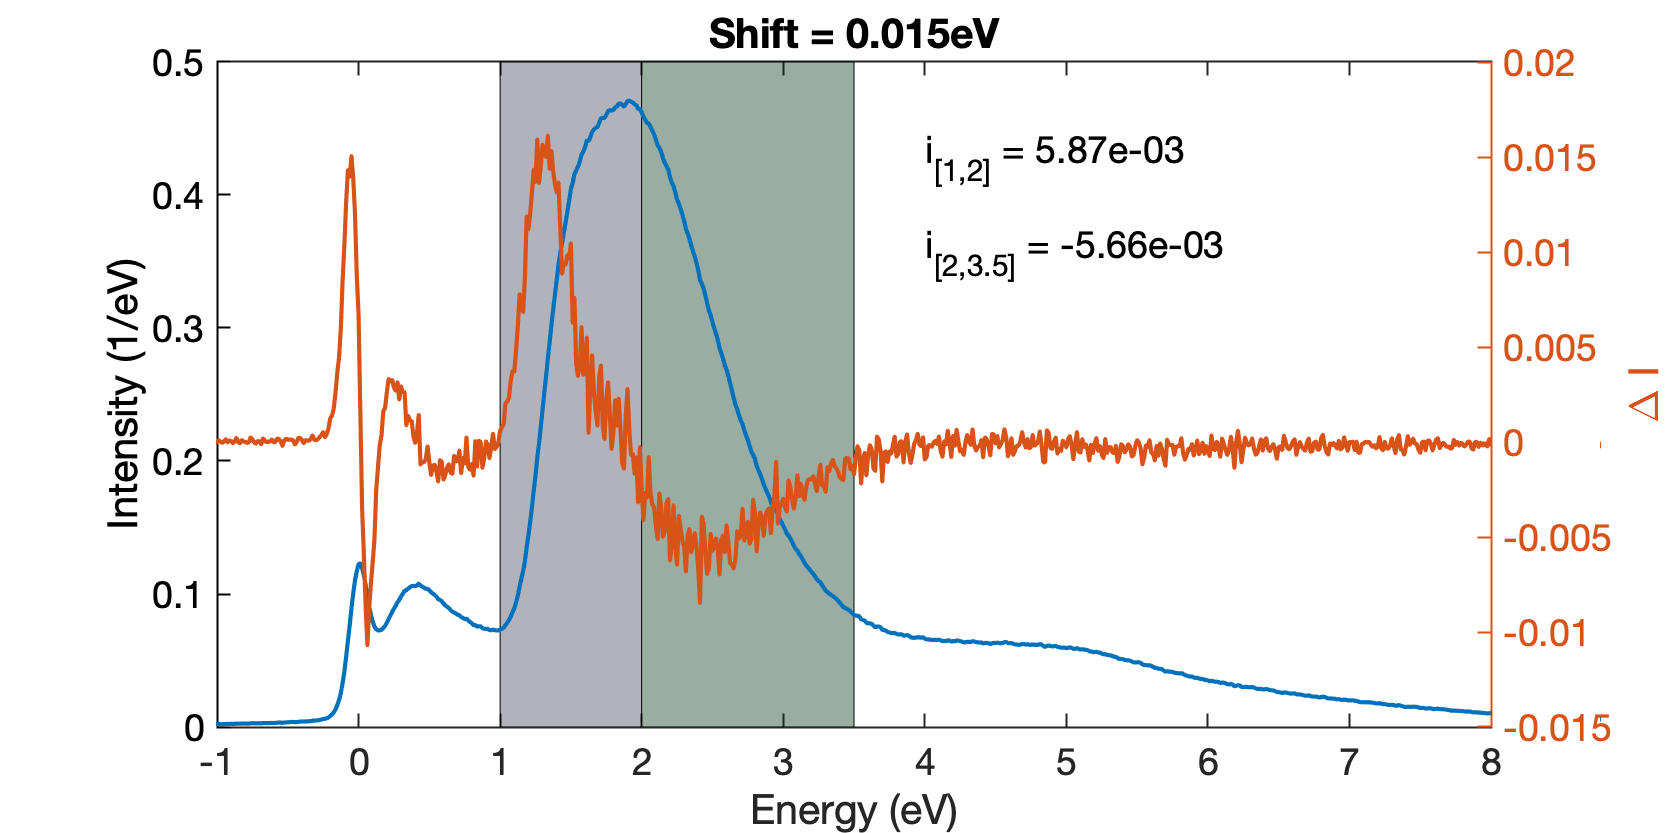 Shift = 0.015eV
0.5
0.4
0.3
0.2
0.1
0
Intensity (1/eV)
i[1,2] = 5.87e-03
i[2,3.5] = -5.66e-03
0.02
0.015
0.01
0.005
0
-0.005
-0.01
-0.015
Δ I
-1 0 1 2 3 4 5 6 7 8
Energy (eV)